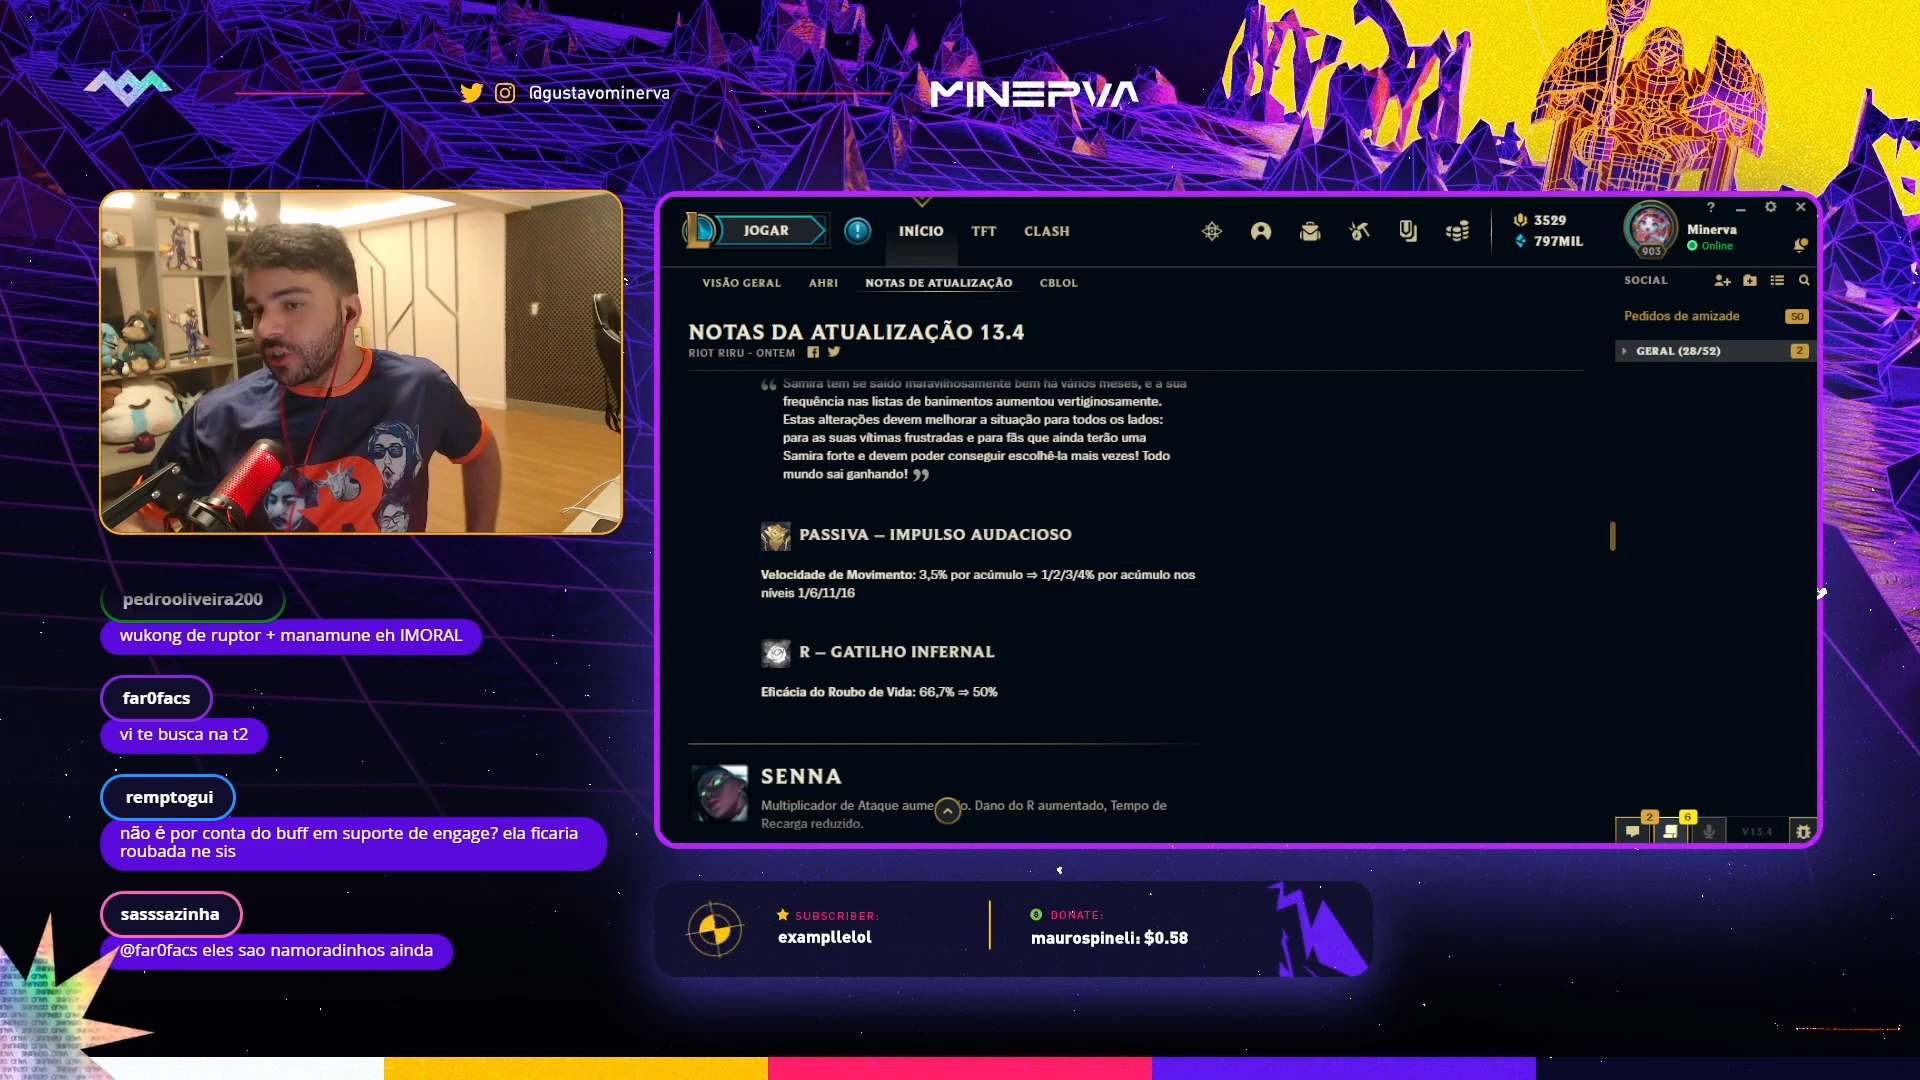 @gustavominerva
MINERVA
JOGAR
INÍCIO
TFT
CLASH
3529
797MIL
903
Minerva
Online
VISÃO GERAL
AHRI
NOTAS DE ATUALIZAÇÃO
CBLOL
SOCIAL
Pedidos de amizade
50
GERAL (28/52)
2
NOTAS DA ATUALIZAÇÃO 13.4
RIOT RIRU - ONTEM
“ Samira tem se saído maravilhosamente bem há vários meses, e a sua
frequência nas listas de banimentos aumentou vertiginosamente.
Estas alterações devem melhorar a situação para todos os lados:
para as suas vítimas frustradas e para fãs que ainda terão uma
Samira forte e devem poder conseguir escolhê-la mais vezes! Todo
mundo sai ganhando! ”
PASSIVA – IMPULSO AUDACIOSO
Velocidade de Movimento: 3,5% por acúmulo ⇒ 1/2/3/4% por acúmulo nos
níveis 1/6/11/16
R – GATILHO INFERNAL
Eficácia do Roubo de Vida: 66,7% ⇒ 50%
SENNA
Multiplicador de Ataque Dano do R aumentado, Tempo de
Recarga reduzido.
2
6
V13.4
pedrooliveira200
wukong de ruptor + manamune eh IMORAL
far0facs
vi te busca na t2
remptogui
não é por conta do buff em suporte de engage? ela ficaria
roubada ne sis
sasssazinha
@far0facs eles sao namoradinhos ainda
SUBSCRIBER:
exampllelol
DONATE:
maurospineli: $0.58